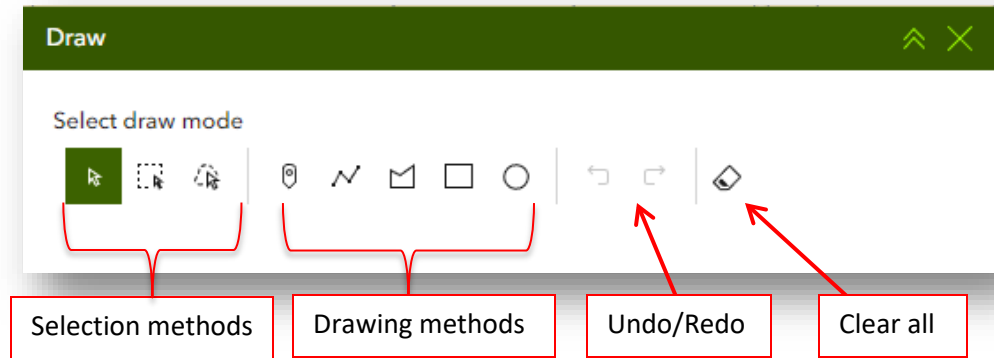 Draw
Select draw mode
Selection methods
Drawing methods
Undo/Redo
Clear all